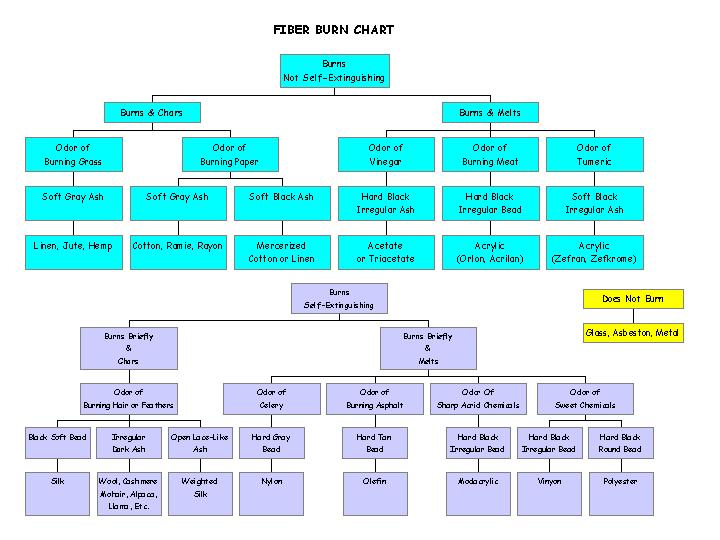 FIBER BURN CHART
Burns
Not Self-Extinguishing
Burns & Chars
Burns & Melts
Odor of
Burning Grass
Odor of
Burning Paper
Odor of
Vinegar
Odor of
Burning Meat
Odor of
Tumeric
Soft Gray Ash
Soft Gray Ash
Soft Black Ash
Hard Black
Irregular Ash
Hard Black
Irregular Bead
Soft Black
Irregular Ash
Linen, Jute, Hemp
Cotton, Ramie, Rayon
Mercerized
Cotton or Linen
Acetate
or Triacetate
Acrylic
(Orlon, Acrilan)
Acrylic
(Zefran, Zefkrome)
Burns
Self-Extinguishing
Does Not Burn
Glass, Asbeston, Metal
Burns Briefly
&
Chars
Burns Briefly
&
Melts
Odor of
Burning Hair or Feathers
Odor of
Celery
Odor of
Burning Asphalt
Odor Of
Sharp Acrid Chemicals
Odor of
Sweet Chemicals
Black Soft Bead
Irregular
Dark Ash
Open Lace-Like
Ash
Hard Gray
Bead
Hard Tan
Bead
Hard Black
Irregular Bead
Hard Black
Irregular Bead
Hard Black
Round Bead
Silk
Wool, Cashmere
Mohair, Alpaca,
Llama, Etc.
Weighted
Silk
Nylon
Olefin
Modacrylic
Vinyon
Polyester